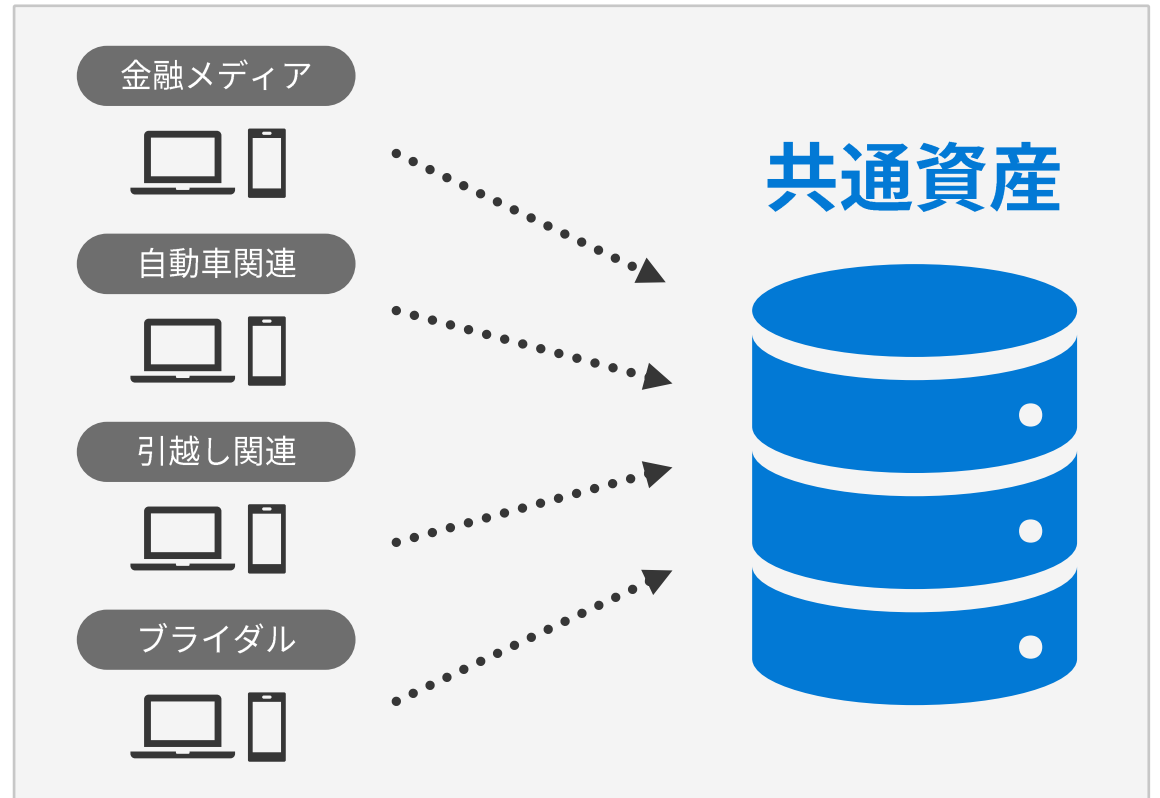 金融メディア
自動車関連
引越し関連
ブライダル
共通資産